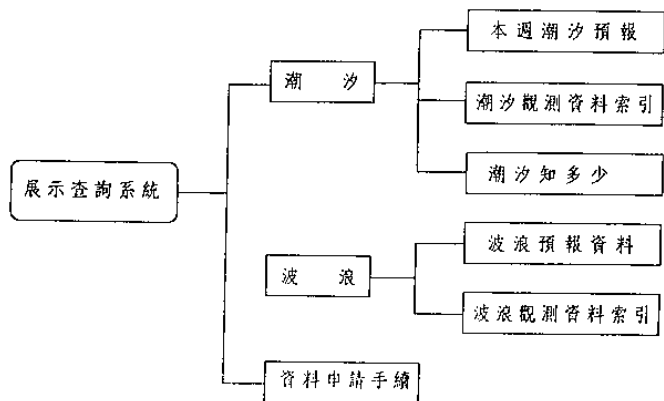 展示查詢系統
潮 汐
本週潮汐預報
潮汐觀測資料索引
潮汐知多少
波 浪
波浪預報資料
波浪觀測資料索引
資料申請手續